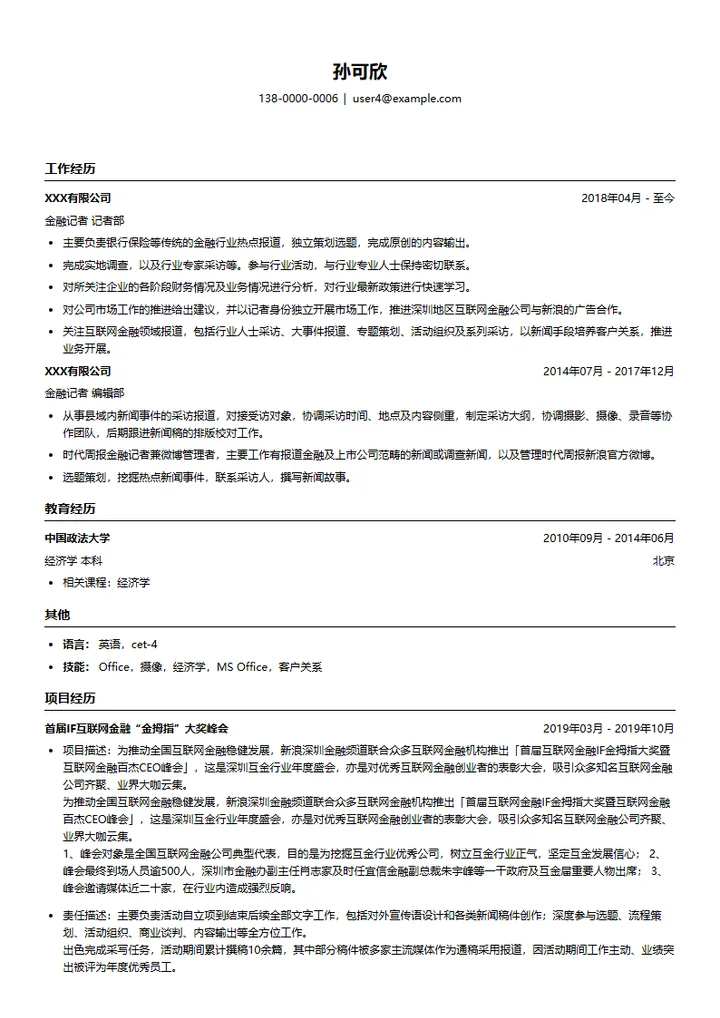 孙可欣
138-0000-0006 | user4@example.com
工作经历
XXX有限公司 2018年04月 - 至今
金融记者 记者部
• 主要负责银行保险等传统的金融行业热点报道，独立策划选题，完成原创的内容输出。
• 完成实地调查，以及行业专家采访等。参与行业活动，与行业专业人士保持密切联系。
• 对所关注企业的各阶段财务情况及业务情况进行分析，对行业最新政策进行快速学习。
• 对公司市场工作的推进给出建议，并以记者身份独立开展市场工作，推进深圳地区互联网金融公司与新浪的广告合作。
• 关注互联网金融领域报道，包括行业人士采访、大事件报道、专题策划、活动组织及系列采访，以新闻手段培养客户关系，推进
业务开展。
XXX有限公司 2014年07月 - 2017年12月
金融记者 编辑部
• 从事县域内新闻事件的采访报道，对接受访对象，协调采访时间、地点及内容侧重，制定采访大纲，协调摄影、摄像、录音等协
作团队，后期跟进新闻稿的排版校对工作。
• 时代周报金融记者兼微博管理者，主要工作有报道金融及上市公司范畴的新闻或调查新闻，以及管理时代周报新浪官方微博。
• 选题策划，挖掘热点新闻事件，联系采访人，撰写新闻故事。
教育经历
中国政法大学 2010年09月 - 2014年06月
经济学 本科 北京
• 相关课程：经济学
其他
• 语言： 英语，cet-4
• 技能： Office，摄像，经济学，MS Office，客户关系
项目经历
首届IF互联网金融“金拇指”大奖峰会 2019年03月 - 2019年10月
• 项目描述：为推动全国互联网金融稳健发展，新浪深圳金融频道联合众多互联网金融机构推出「首届互联网金融IF金拇指大奖暨
互联网金融百杰CEO峰会」，这是深圳互金行业年度盛会，亦是对优秀互联网金融创业者的表彰大会，吸引众多知名互联网金融
公司齐聚、业界大咖云集。
为推动全国互联网金融稳健发展，新浪深圳金融频道联合众多互联网金融机构推出「首届互联网金融IF金拇指大奖暨互联网金融
百杰CEO峰会」，这是深圳互金行业年度盛会，亦是对优秀互联网金融创业者的表彰大会，吸引众多知名互联网金融公司齐聚、
业界大咖云集。
1、峰会对象是全国互联网金融公司典型代表，目的是为挖掘互金行业优秀公司，树立互金行业正气，坚定互金发展信心； 2、
峰会最终到场人员逾500人，深圳市金融办副主任肖志家及时任宜信金融副总裁朱宇峰等一干政府及互金届重要人物出席； 3、
峰会邀请媒体近二十家，在行业内造成强烈反响。
• 责任描述：主要负责活动自立项到结束后续全部文字工作，包括对外宣传语设计和各类新闻稿件创作；深度参与选题、流程策
划、活动组织、商业谈判、内容输出等全方位工作。
出色完成采写任务，活动期间累计撰稿10余篇，其中部分稿件被多家主流媒体作为通稿采用报道，因活动期间工作主动、业绩突
出被评为年度优秀员工。